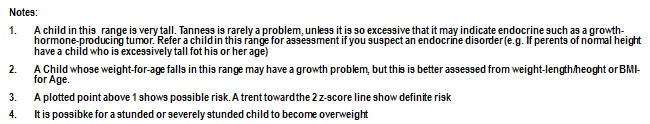 Notes:
1. A child in this range is very tall. Tanness is rarely a problem, unless it is so excessive that it may indicate endocrine such as a growth-
hormone-producing tumor. Refer a child in this range for assessment if you suspect an endocrine disorder (e.g. If perents of normal height
have a child who is excessively tall fot his or her age)
2. A Child whose weight-for-age falls in this range may have a growth problem, but this is better assessed from weight-length/heoght or BMI-
for Age.
3. A plotted point above 1 shows possible risk. A trent toward the 2 z-score line show definite risk
4. It is possibke for a stunded or severely stunded child to become overweight